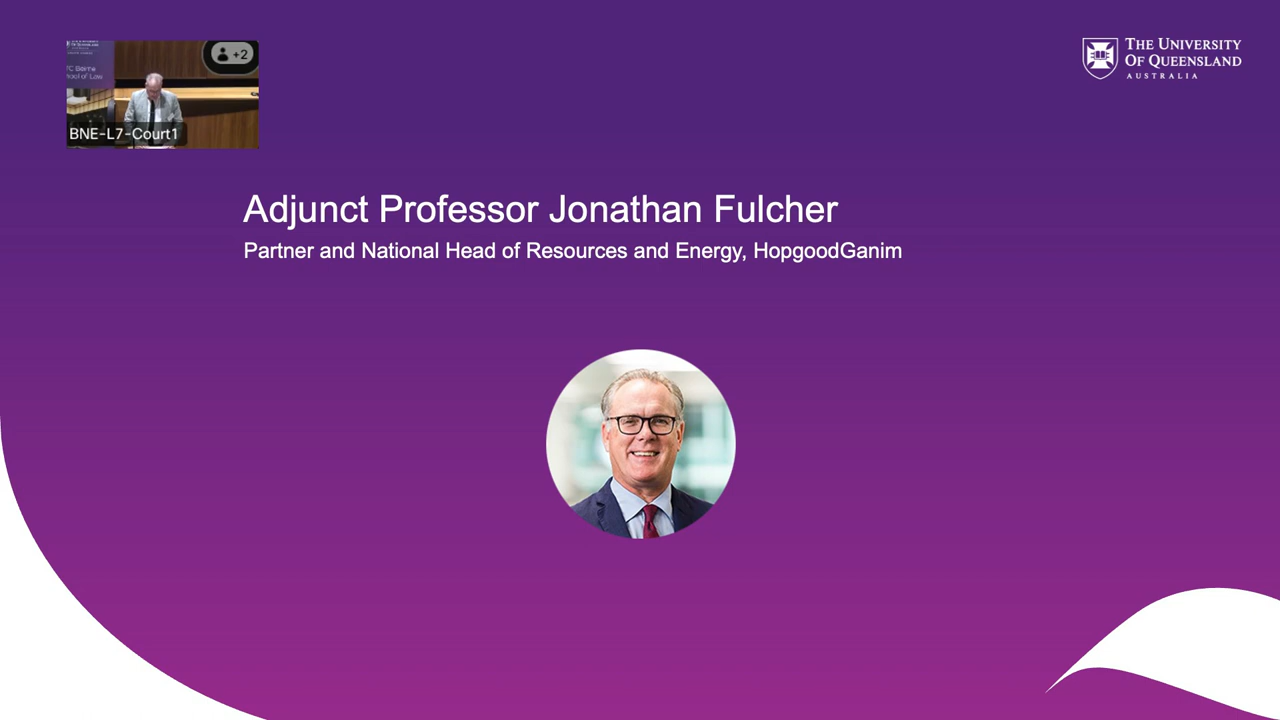 +2
BNE-L7-Court1
THE UNIVERSITY
OF QUEENSLAND
AUSTRALIA
Adjunct Professor Jonathan Fulcher
Partner and National Head of Resources and Energy, HopgoodGanim